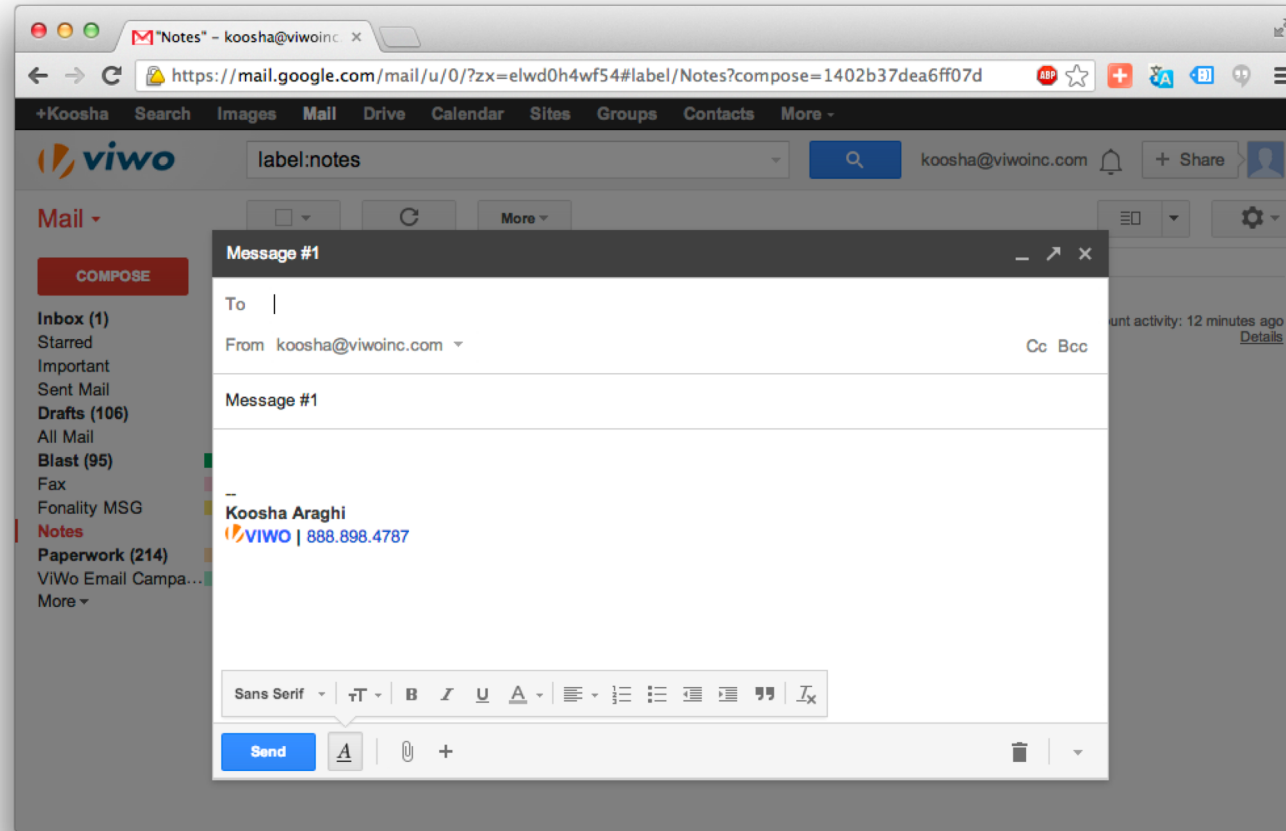 "Notes" – koosha@viwoinc
https://mail.google.com/mail/u/0/?zx=elwd0h4wf54#label/Notes?compose=1402b37dea6ff07d ABP
+Koosha Search Images Mail Drive Calendar Sites Groups Contacts More
viwo label:notes koosha@viwoinc.com + Share
Mail More
Message #1
COMPOSE
To
Inbox (1)
Starred
Important
Sent Mail
Drafts (106)
All Mail
Blast (95)
Fax
Fonality MSG
Notes
Paperwork (214)
ViWo Email Campa...
More
From koosha@viwoinc.com Cc Bcc
Message #1
--
Koosha Araghi
VIWO | 888.898.4787
Sans Serif TT B I U A Tx
Send A +
unt activity: 12 minutes ago
Details